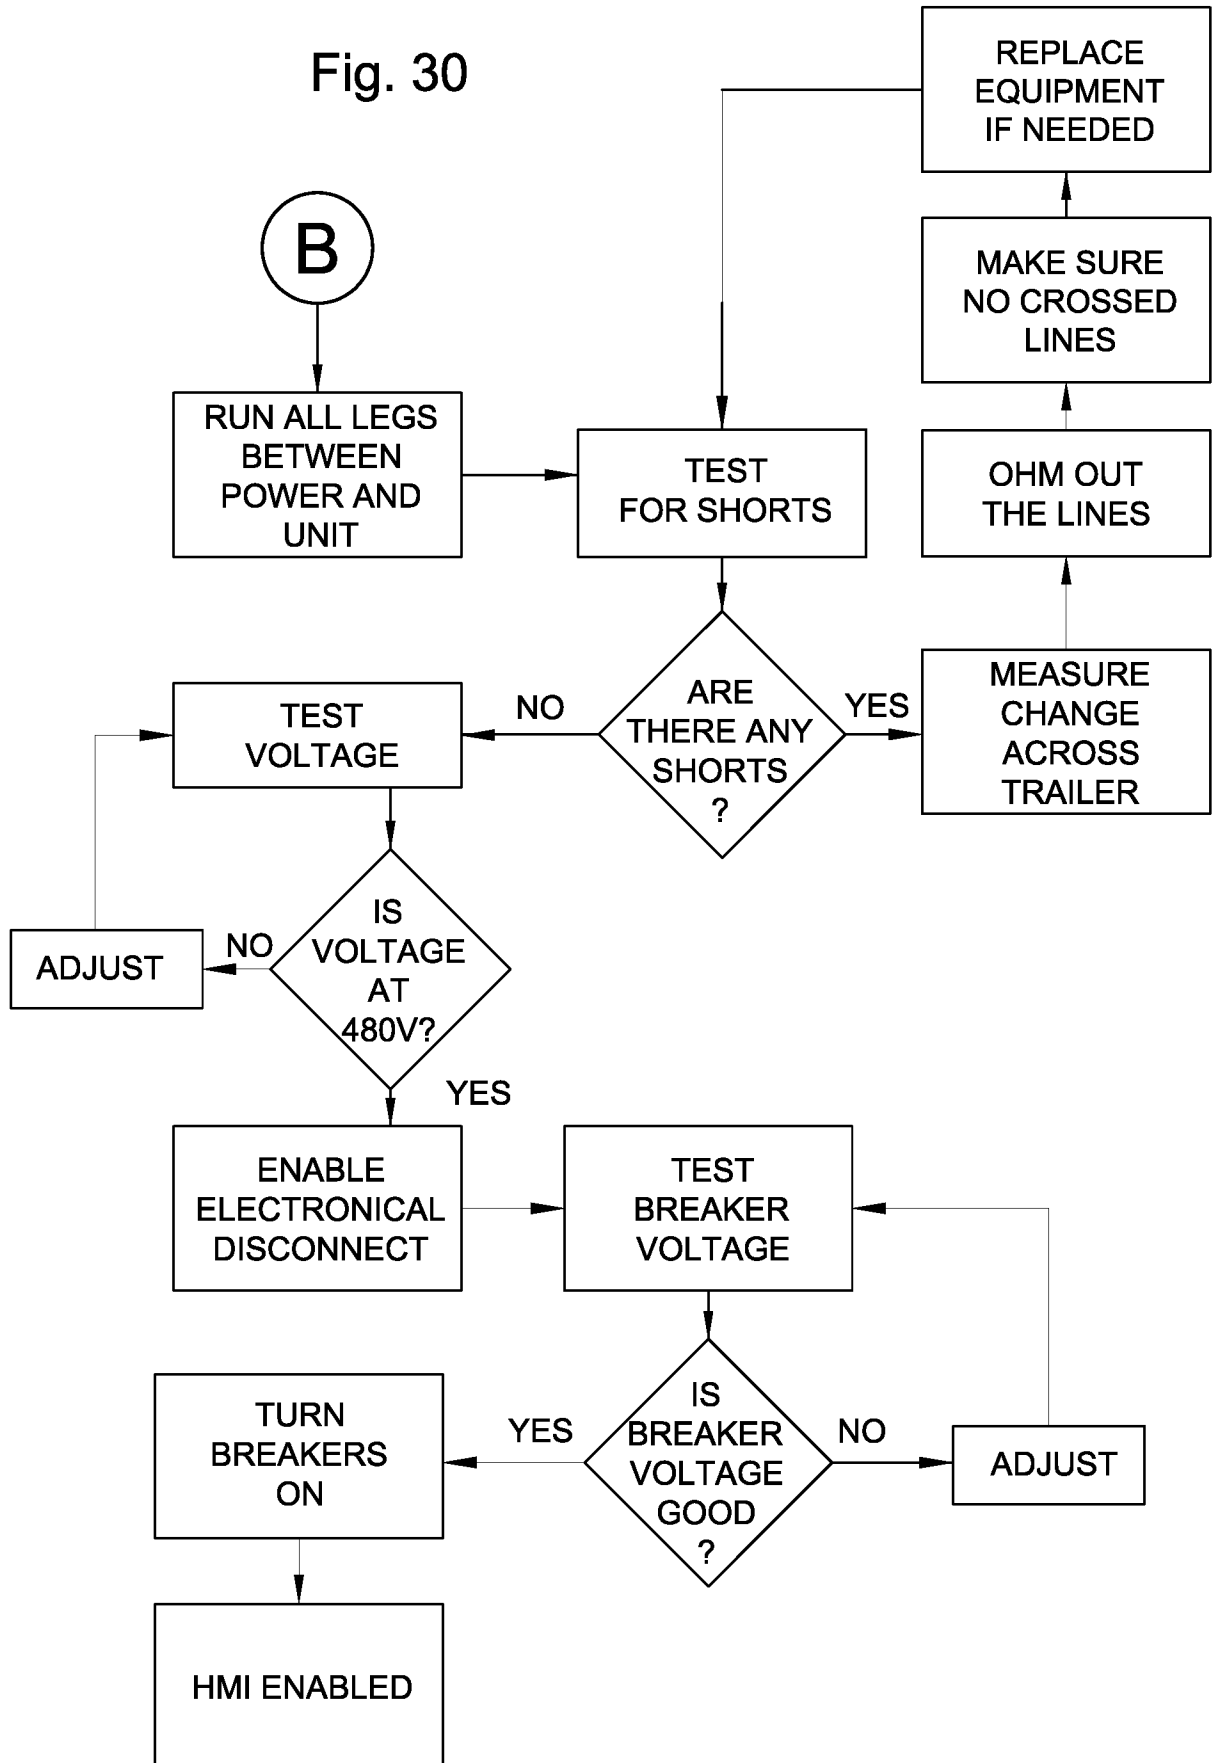 Fig. 30
REPLACE
EQUIPMENT
IF NEEDED
B
MAKE SURE
NO CROSSED
LINES
RUN ALL LEGS
BETWEEN
POWER AND
UNIT
TEST
FOR SHORTS
OHM OUT
THE LINES
ARE
THERE ANY
SHORTS
?
NO
YES
MEASURE
CHANGE
ACROSS
TRAILER
TEST
VOLTAGE
IS
VOLTAGE
AT
480V?
NO
ADJUST
YES
ENABLE
ELECTRONICAL
DISCONNECT
TEST
BREAKER
VOLTAGE
IS
BREAKER
VOLTAGE
GOOD
?
YES
NO
ADJUST
TURN
BREAKERS
ON
HMI ENABLED